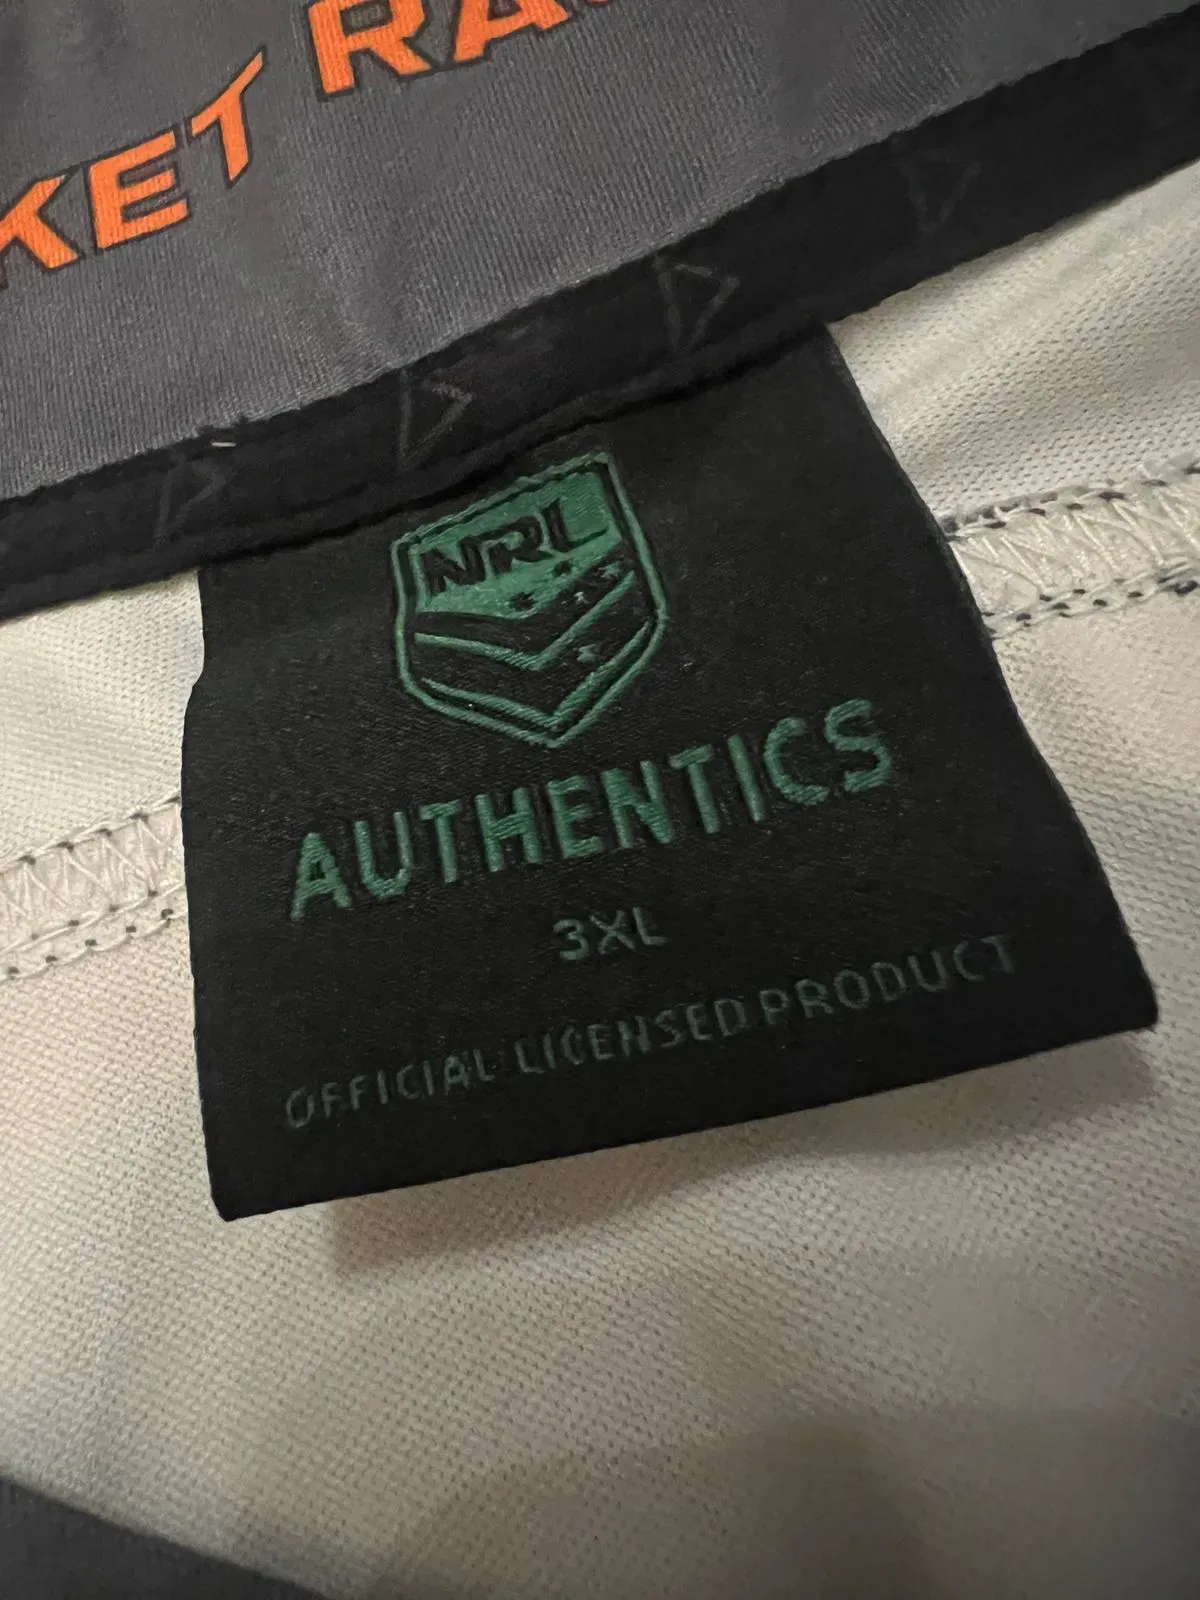 KET RA
NRL
AUTHENTICS
3XL
OFFICIAL LICENSED PRODUCT